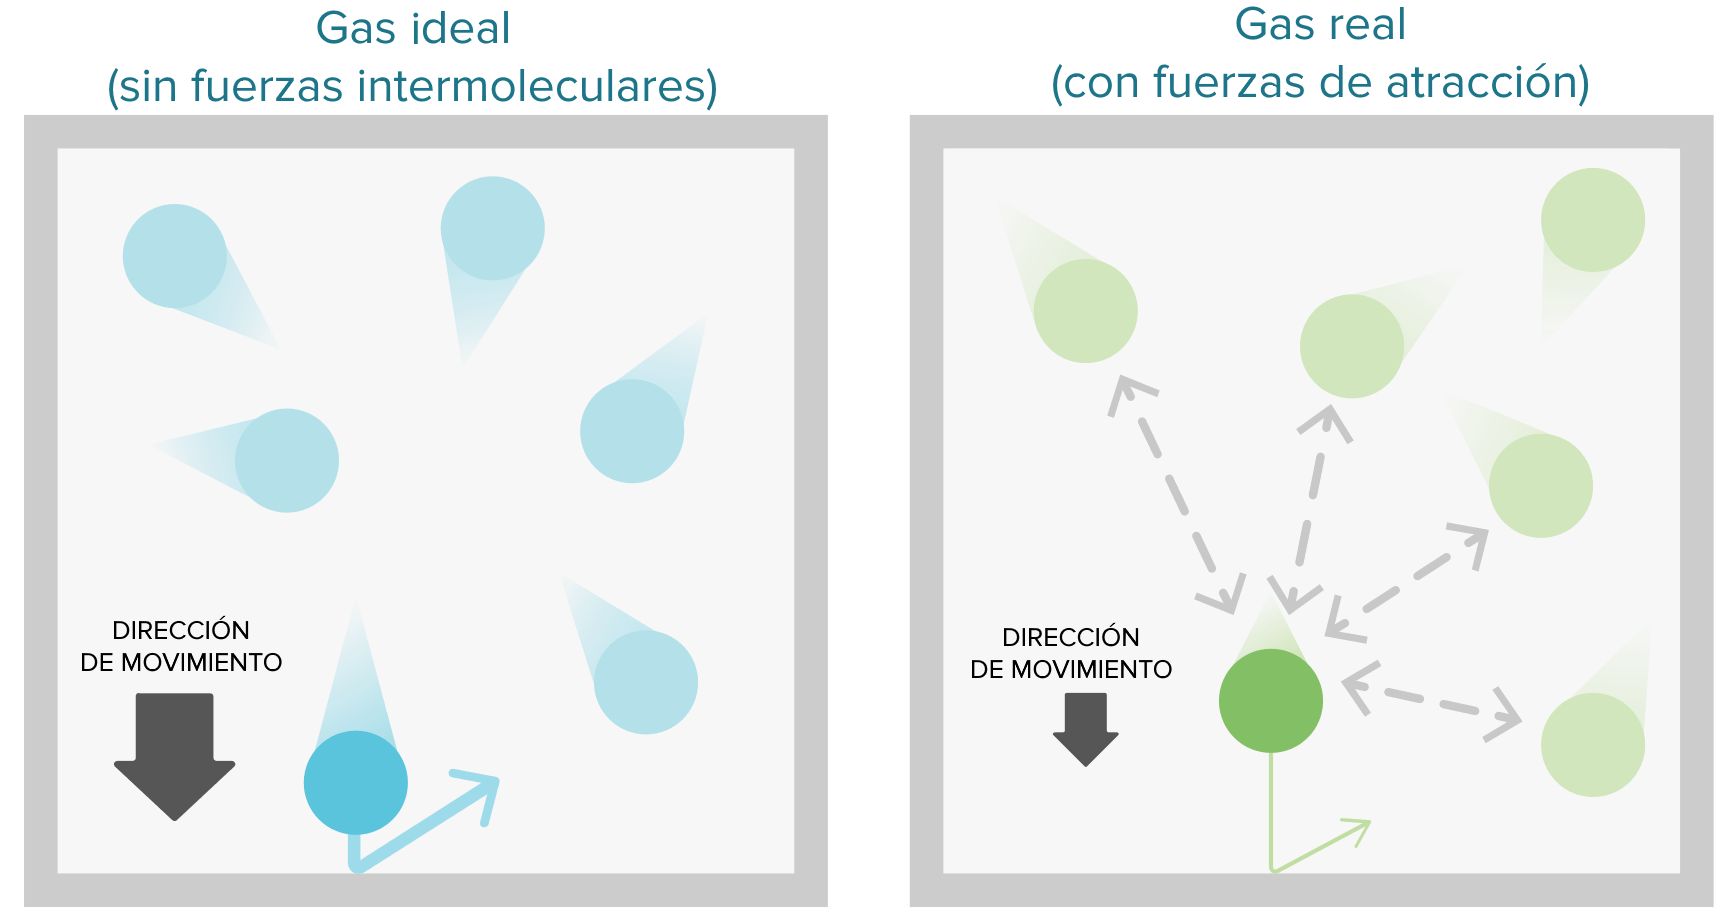 Gas ideal
(sin fuerzas intermoleculares)
DIRECCIÓN
DE MOVIMIENTO
Gas real
(con fuerzas de atracción)
DIRECCIÓN
DE MOVIMIENTO